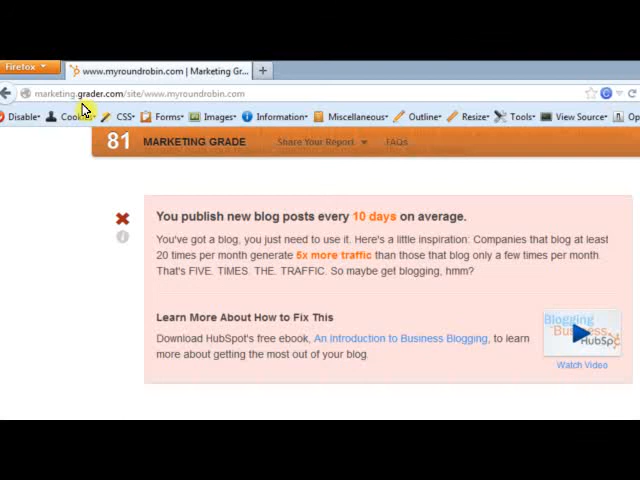 Firefox
www.myroundrobin.com | Marketing Gr...
marketing.grader.com/site/www.myroundrobin.com
Disable CSS Forms Images Information Miscellaneous Outline Resize Tools View Source
81 MARKETING GRADE Share Your Report FAQs
You publish new blog posts every 10 days on average.
You've got a blog, you just need to use it. Here's a little inspiration: Companies that blog at least
20 times per month generate 5x more traffic than those that blog only a few times per month.
That's FIVE. TIMES. THE. TRAFFIC. So maybe get blogging, hmm?
Learn More About How to Fix This
Download HubSpot's free ebook, An Introduction to Business Blogging, to learn
more about getting the most out of your blog.
Blogging
Business
HubSp
Watch Video